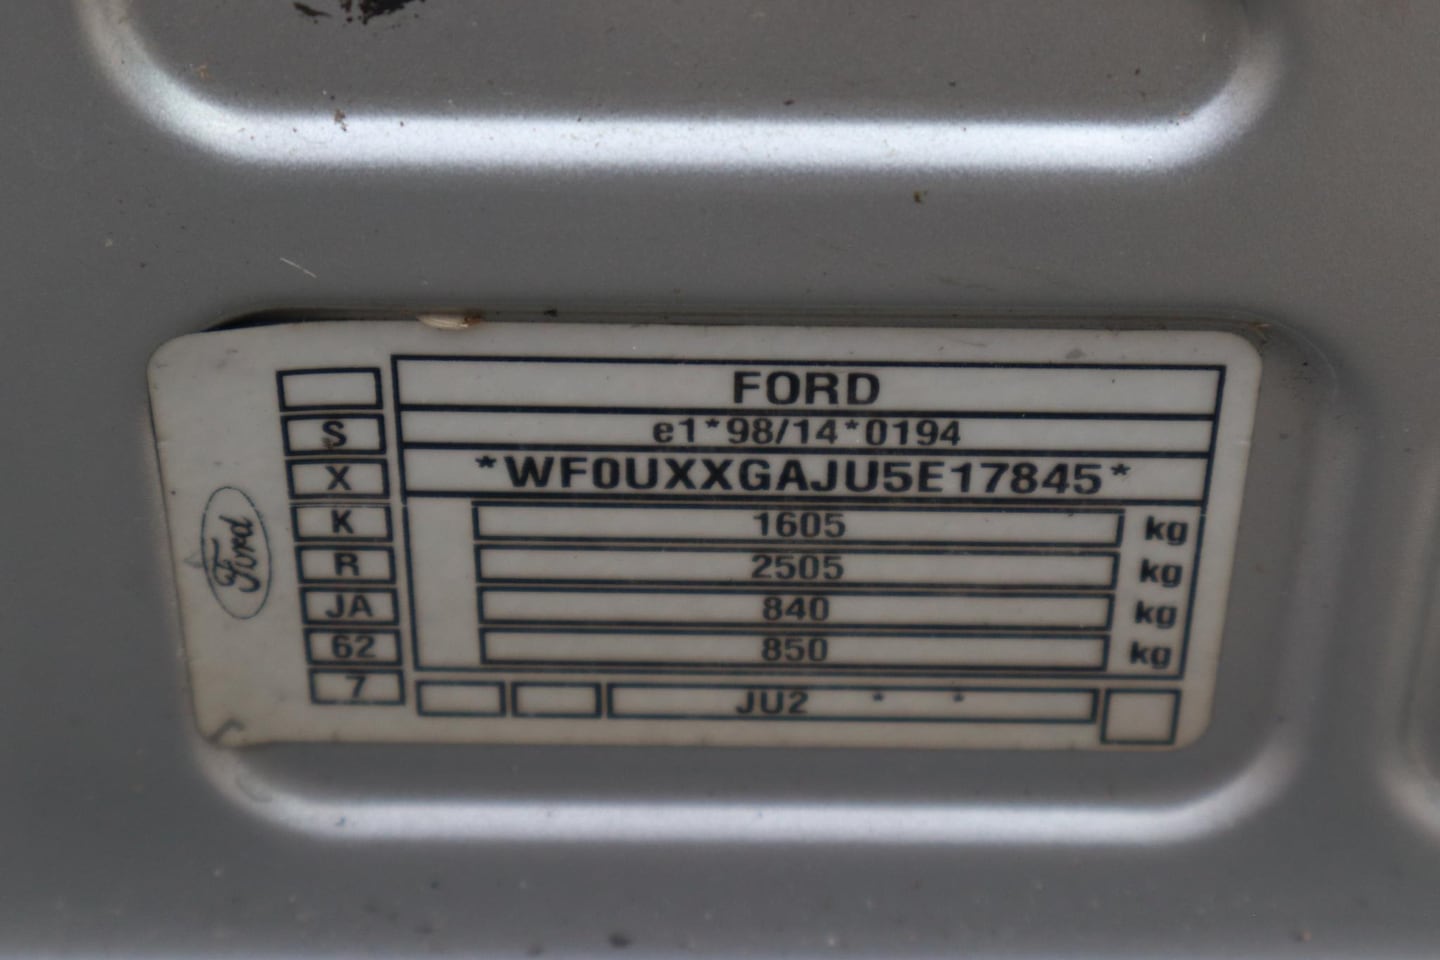 FORD
S
e1*98/14*0194
X
*WF0UXXGAJU5E17845*
K
1605 kg
R
2505 kg
JA
840 kg
62
850 kg
7
JU2 * *
Ford